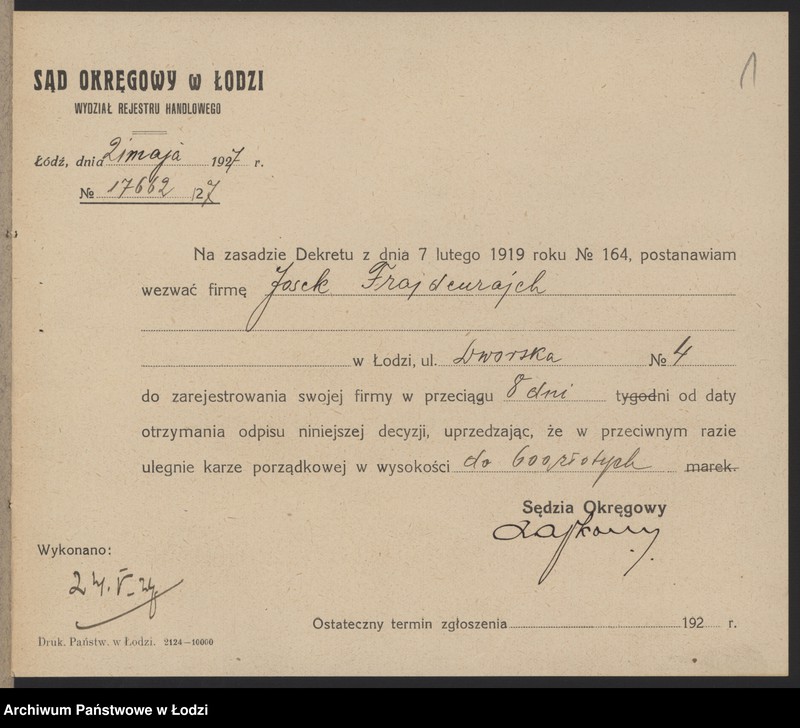 1
SĄD OKRĘGOWY w ŁODZI
WYDZIAŁ REJESTRU HANDLOWEGO
Łódź, dnia 21 maja 1927 r.
№ 17662 /27
Na zasadzie Dekretu z dnia 7 lutego 1919 roku № 164, postanawiam
wezwać firmę Josek Frajdenrajch
w Łodzi, ul. Dworska № 4
do zarejestrowania swojej firmy w przeciągu 8 dni tygodni od daty
otrzymania odpisu niniejszej decyzji, uprzedzając, że w przeciwnym razie
ulegnie karze porządkowej w wysokości do 600 złotych marek.
Sędzia Okręgowy
Wykonano:
24. V
Ostateczny termin zgłoszenia 192 r.
Druk. Państw. w Łodzi. 2124—10000
Archiwum Państwowe w Łodzi